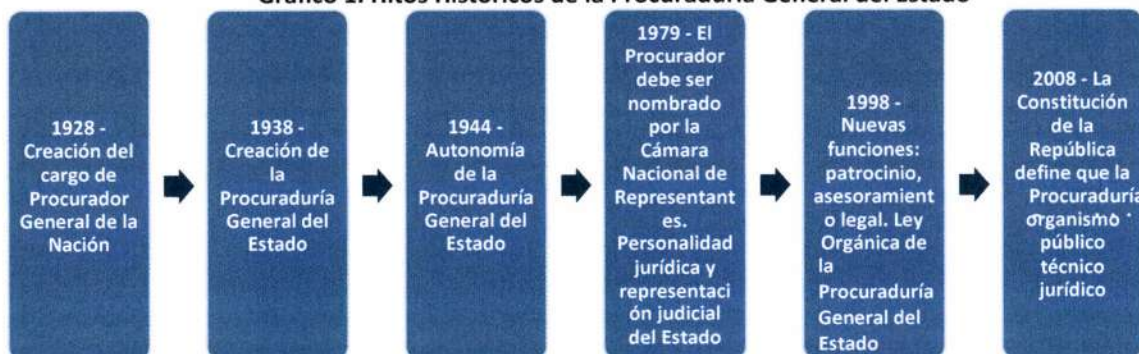 Gráfico 1. Hitos Históricos de la Procuraduría General del Estado
1928 -
Creación del
cargo de
Procurador
General de la
Nación
1938 -
Creación de
la
Procuraduría
General del
Estado
1944 -
Autonomía
de la
Procuraduría
General del
Estado
1979 - El
Procurador
debe ser
nombrado
por la
Cámara
Nacional de
Representant
es.
Personalidad
jurídica y
representaci
ón judicial
del Estado
1998 -
Nuevas
funciones:
patrocinio,
asesoramient
o legal. Ley
Orgánica de
la
Procuraduría
General del
Estado
2008 - La
Constitución
de la
República
define que la
Procuraduría
organismo
público
técnico
jurídico